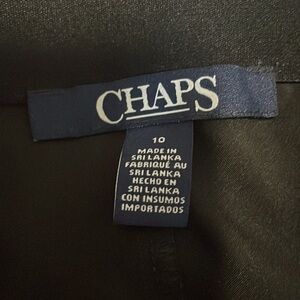 CHAPS
10
MADE IN
SRI LANKA
FABRIQUÉ AU
SRI LANKA
HECHO EN
SRI LANKA
CON INSUMOS
IMPORTADOS